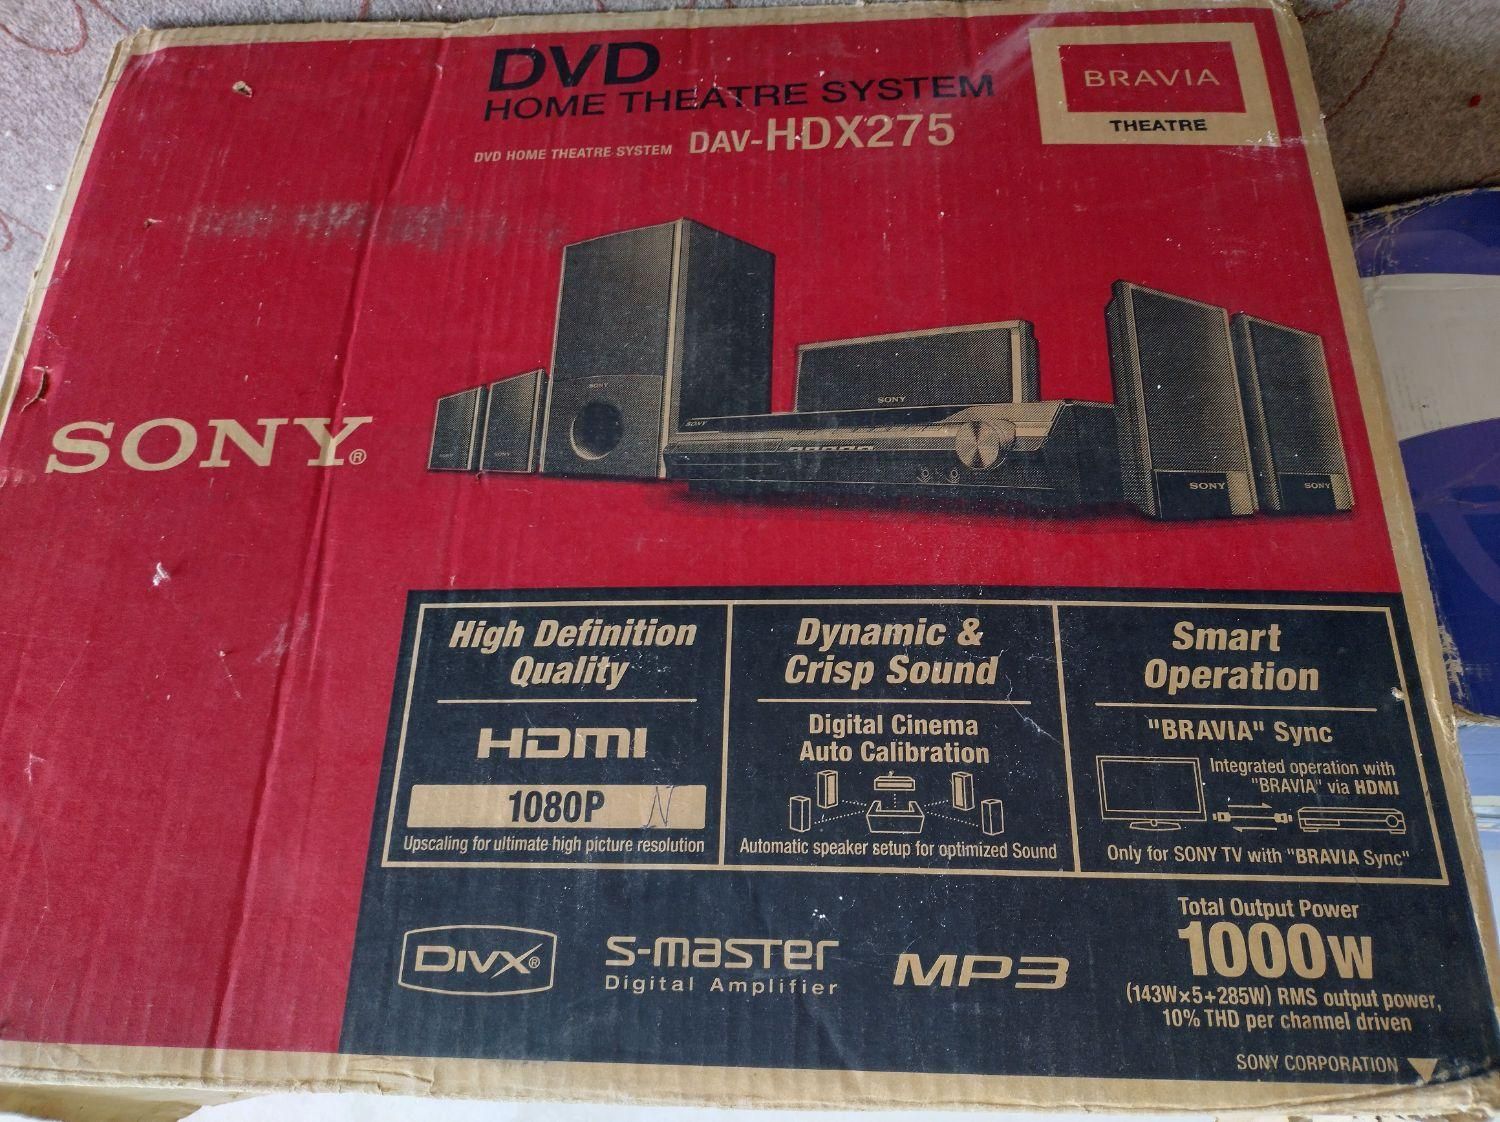 DVD
HOME THEATRE SYSTEM
DVD HOME THEATRE SYSTEM DAV-HDX275
BRAVIA
THEATRE
SONY®
SONY
SONY
SONY
SONY
SONY
SONY
High Definition
Quality
HDMI
1080P N
Upscaling for ultimate high picture resolution
Dynamic &
Crisp Sound
Digital Cinema
Auto Calibration
Automatic speaker setup for optimized Sound
Smart
Operation
"BRAVIA" Sync
Integrated operation with
"BRAVIA" via HDMI
Only for SONY TV with "BRAVIA Sync"
DIVX®
S-master
Digital Amplifier
MP3
Total Output Power
1000W
(143W×5+285W) RMS output power,
10% THD per channel driven
SONY CORPORATION